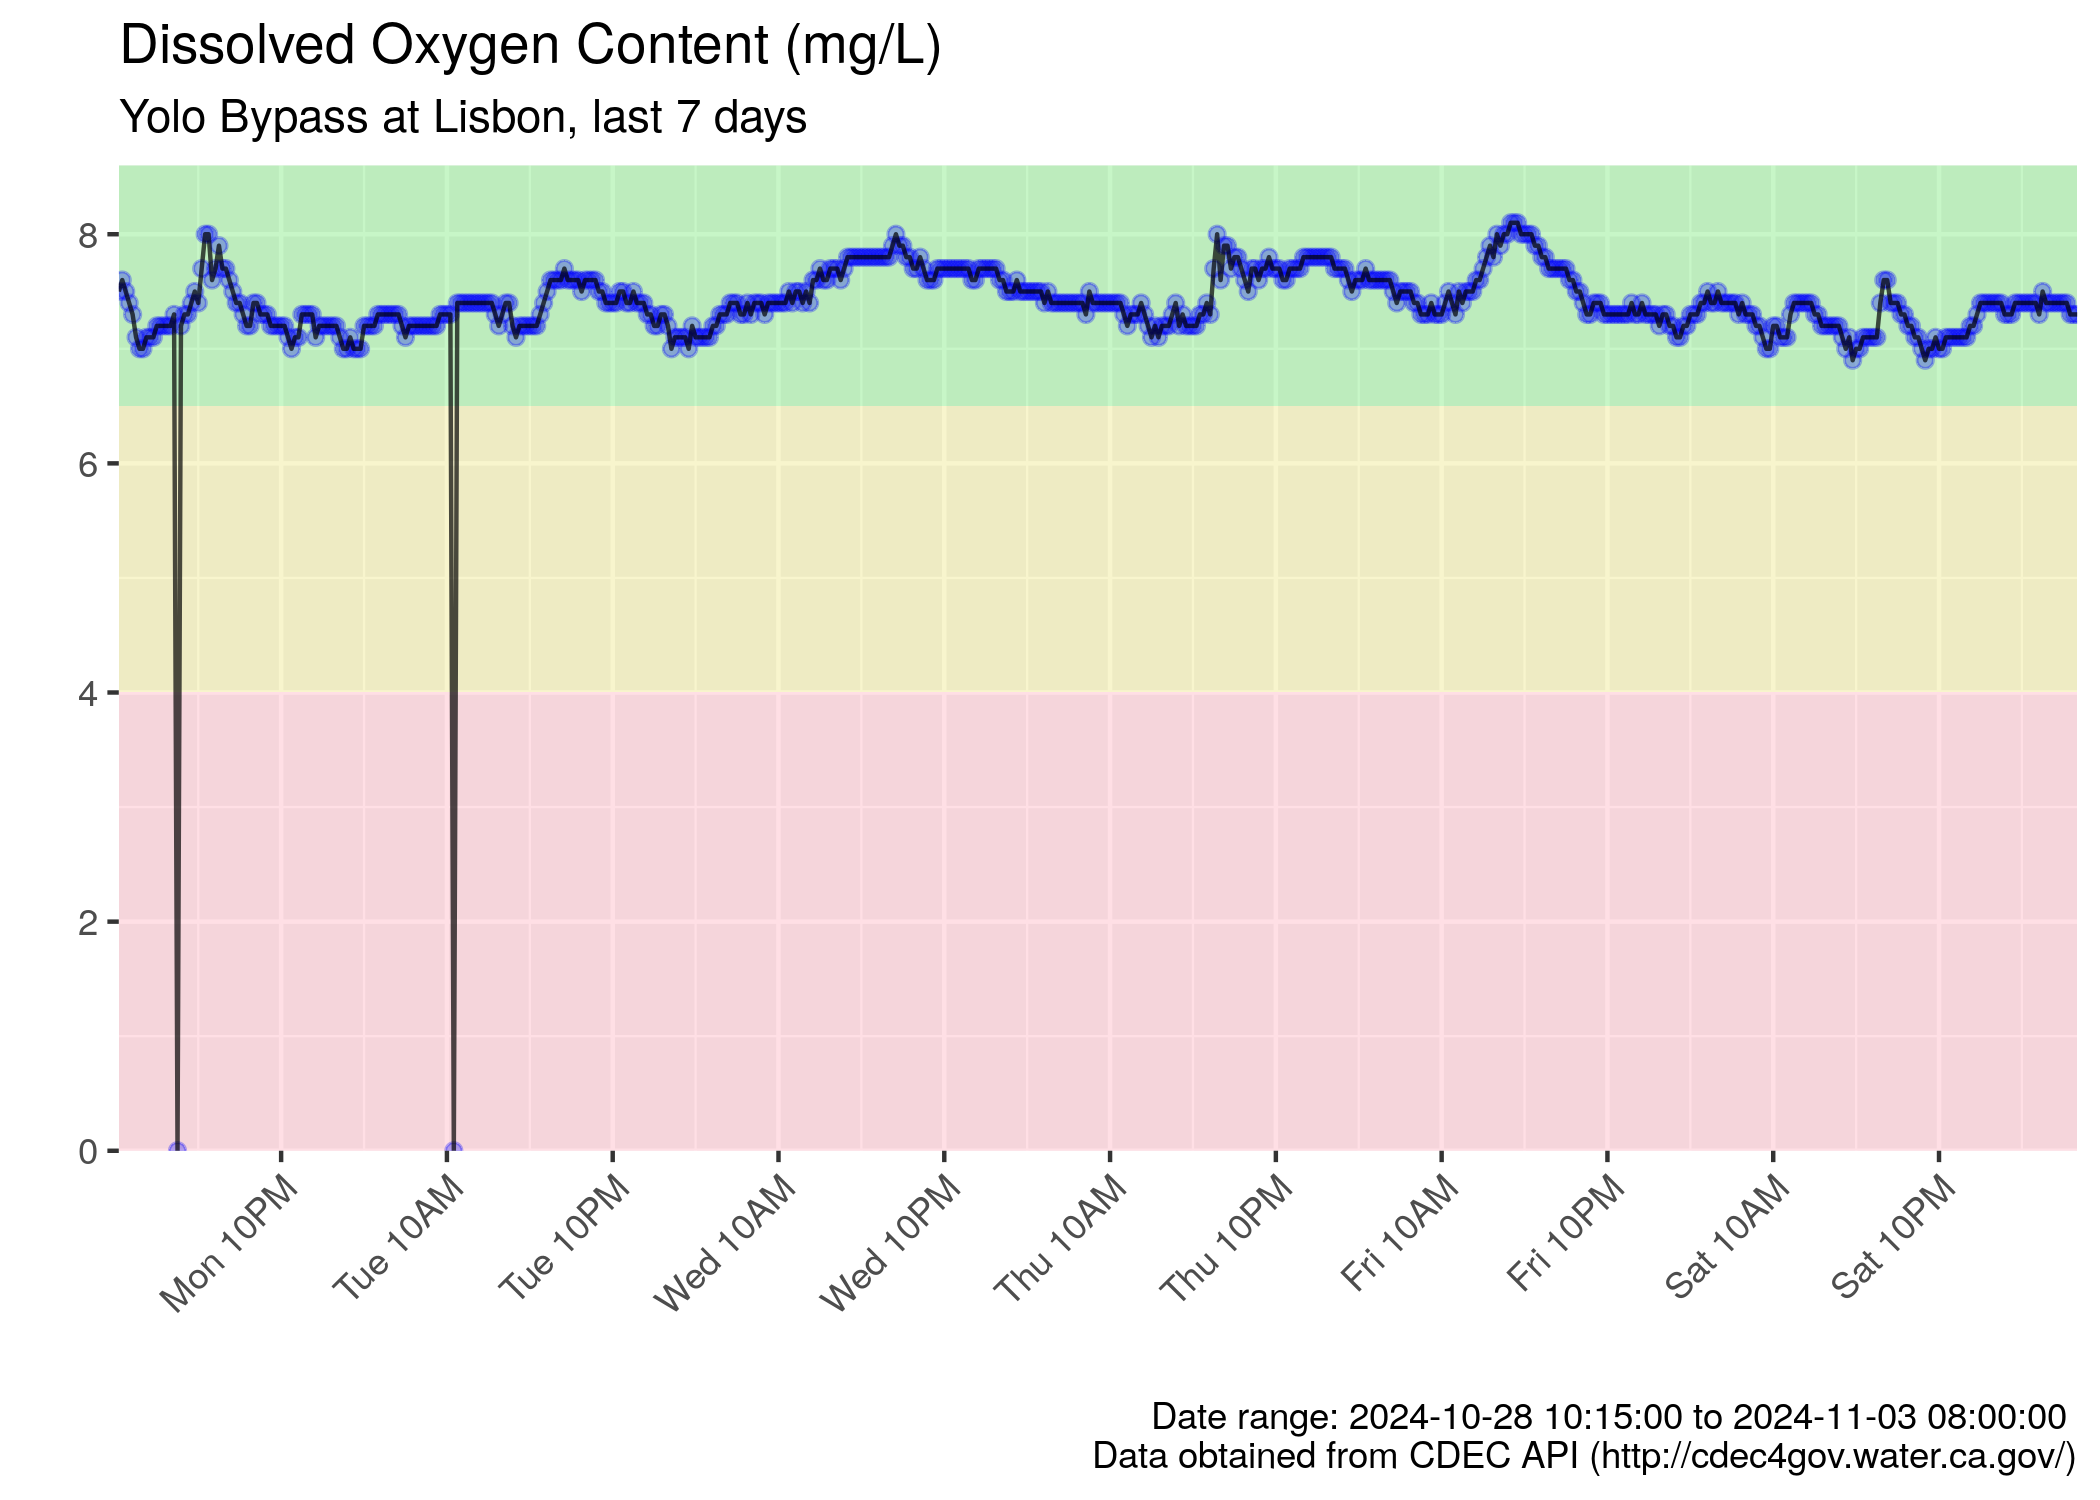 Dissolved Oxygen Content (mg/L)
Yolo Bypass at Lisbon, last 7 days
8
6
4
2
0
Mon 10PM
Tue 10AM
Tue 10PM
Wed 10AM
Wed 10PM
Thu 10AM
Thu 10PM
Fri 10AM
Fri 10PM
Sat 10AM
Sat 10PM
Date range: 2024-10-28 10:15:00 to 2024-11-03 08:00:00
Data obtained from CDEC API (http://cdec4gov.water.ca.gov/)